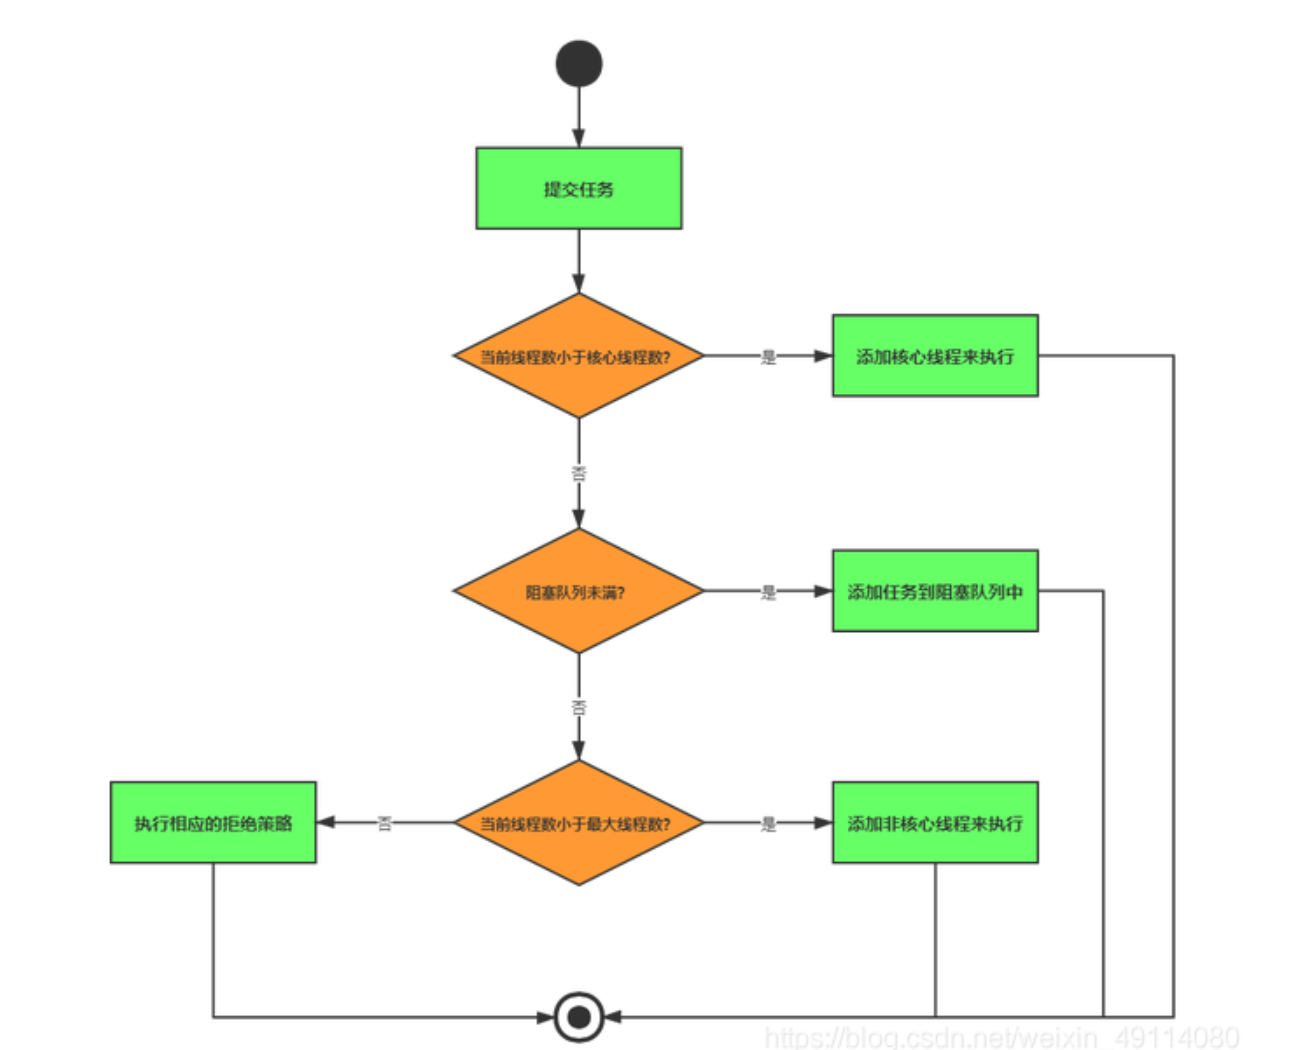 提交任务
当前线程数小于核心线程数?
是
添加核心线程来执行
否
阻塞队列未满?
是
添加任务到阻塞队列中
否
执行相应的拒绝策略
否
当前线程数小于最大线程数?
是
添加非核心线程来执行
https://blog.csdn.net/weixin_49114080